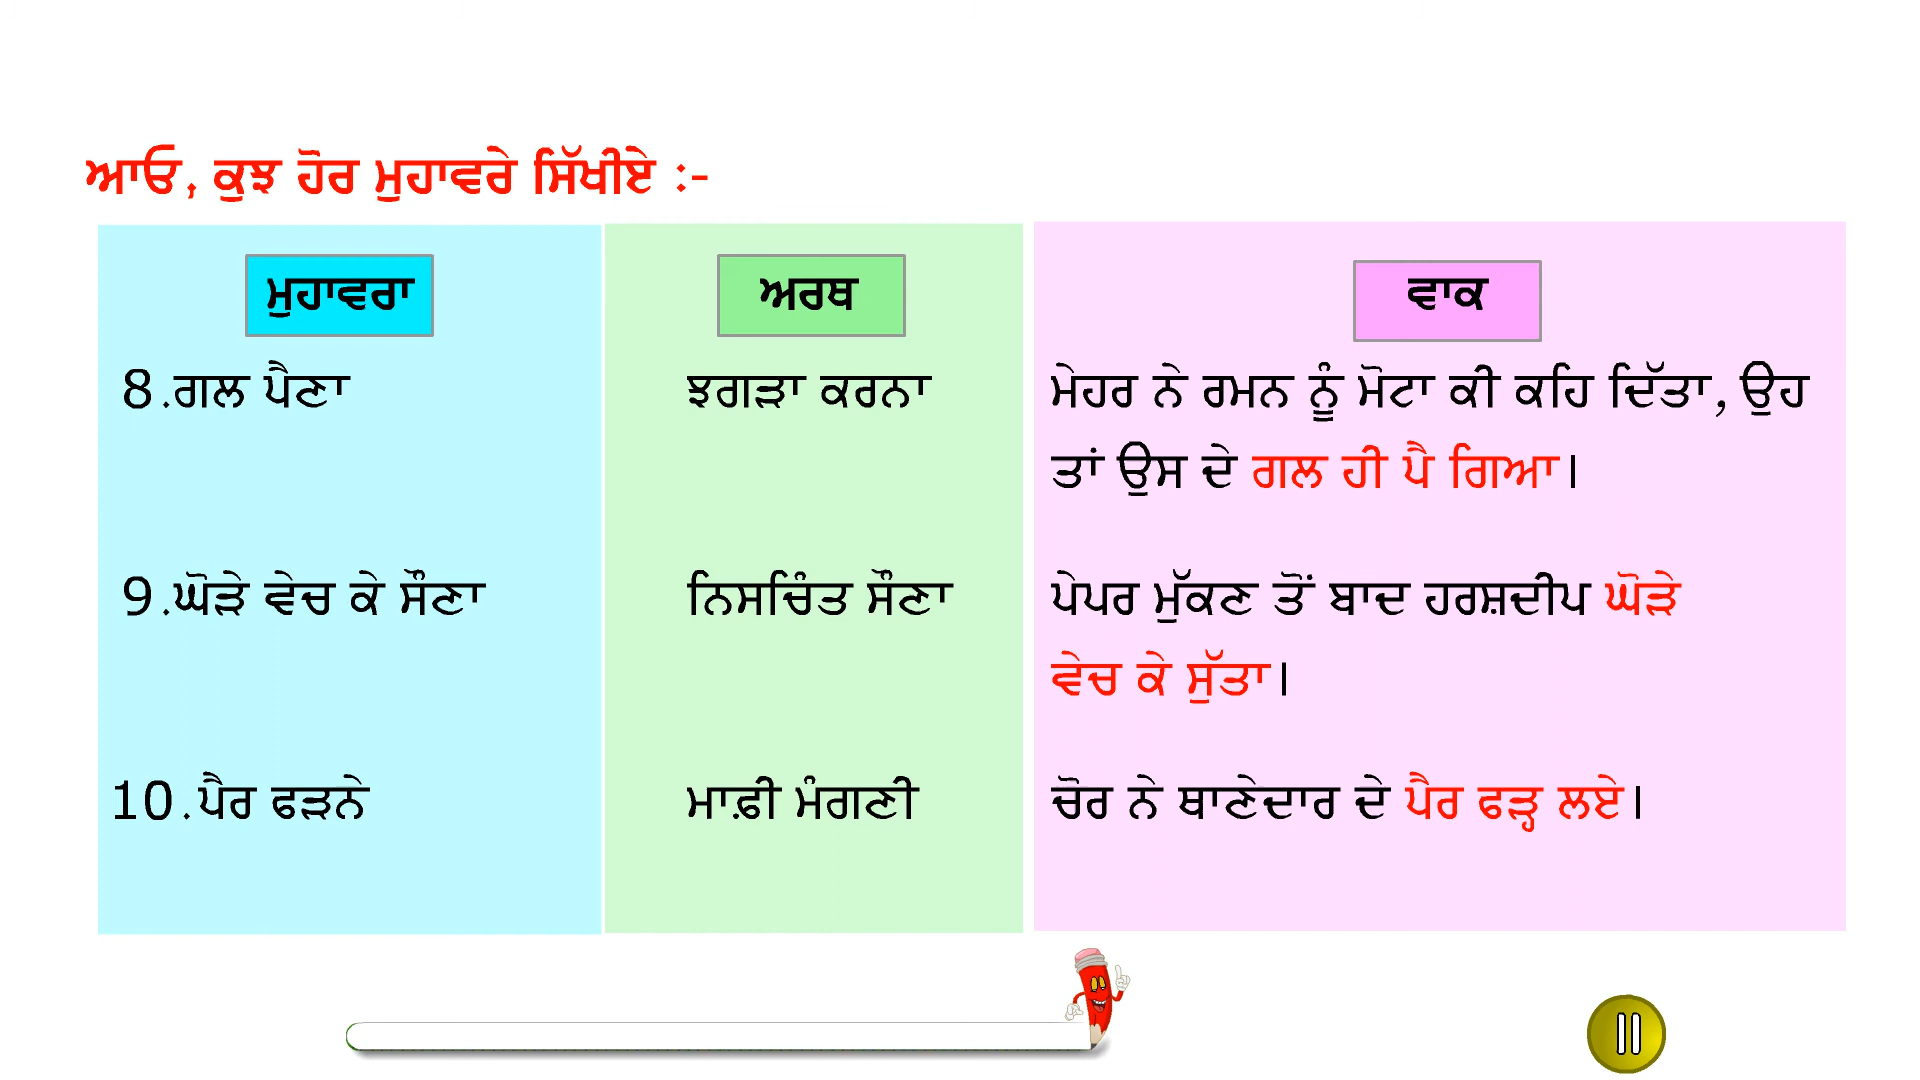 ਆਓ, ਕੁਝ ਹੋਰ ਮੁਹਾਵਰੇ ਸਿੱਖੀਏ :-
ਮੁਹਾਵਰਾ
ਅਰਥ
ਵਾਕ
8.ਗਲ ਪੈਣਾ
ਝਗੜਾ ਕਰਨਾ
ਮੇਹਰ ਨੇ ਰਮਨ ਨੂੰ ਮੋਟਾ ਕੀ ਕਹਿ ਦਿੱਤਾ, ਉਹ
ਤਾਂ ਉਸ ਦੇ ਗਲ ਹੀ ਪੈ ਗਿਆ।
9.ਘੋੜੇ ਵੇਚ ਕੇ ਸੌਣਾ
ਨਿਸਚਿੰਤ ਸੌਣਾ
ਪੇਪਰ ਮੁੱਕਣ ਤੋਂ ਬਾਦ ਹਰਸ਼ਦੀਪ ਘੋੜੇ
ਵੇਚ ਕੇ ਸੁੱਤਾ।
10.ਪੈਰ ਫੜਨੇ
ਮਾਫ਼ੀ ਮੰਗਣੀ
ਚੋਰ ਨੇ ਥਾਣੇਦਾਰ ਦੇ ਪੈਰ ਫੜ੍ਹ ਲਏ।